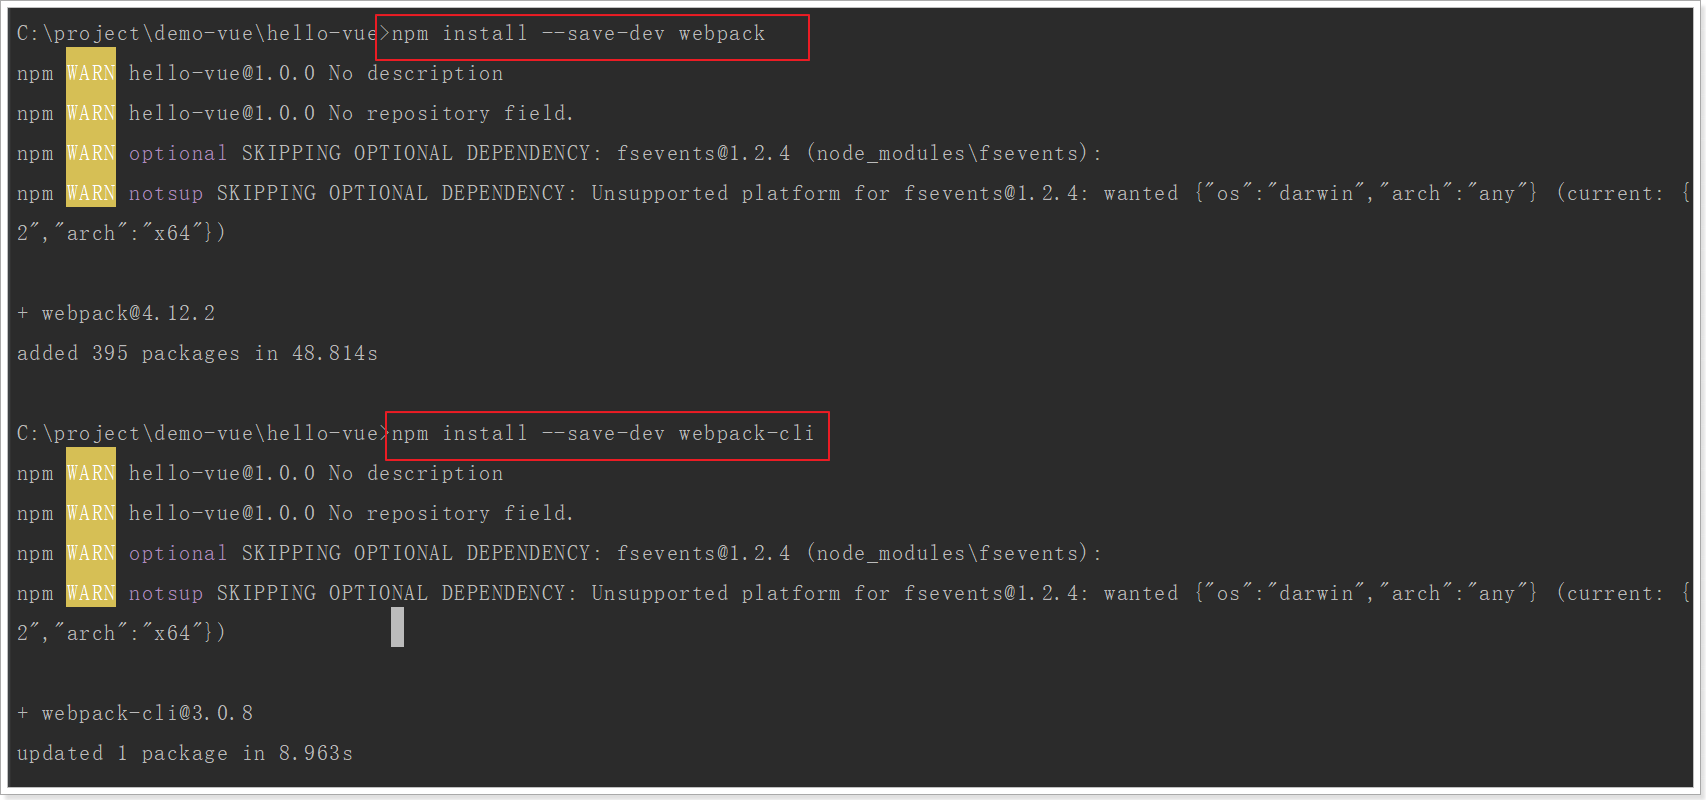 C:\project\demo-vue\hello-vue>npm install --save-dev webpack
npm WARN hello-vue@1.0.0 No description
npm WARN hello-vue@1.0.0 No repository field.
npm WARN optional SKIPPING OPTIONAL DEPENDENCY: fsevents@1.2.4 (node_modules\fsevents):
npm WARN notsup SKIPPING OPTIONAL DEPENDENCY: Unsupported platform for fsevents@1.2.4: wanted {"os":"darwin","arch":"any"} (current: {
2","arch":"x64"})
+ webpack@4.12.2
added 395 packages in 48.814s
C:\project\demo-vue\hello-vue>npm install --save-dev webpack-cli
npm WARN hello-vue@1.0.0 No description
npm WARN hello-vue@1.0.0 No repository field.
npm WARN optional SKIPPING OPTIONAL DEPENDENCY: fsevents@1.2.4 (node_modules\fsevents):
npm WARN notsup SKIPPING OPTIONAL DEPENDENCY: Unsupported platform for fsevents@1.2.4: wanted {"os":"darwin","arch":"any"} (current: {
2","arch":"x64"})
+ webpack-cli@3.0.8
updated 1 package in 8.963s